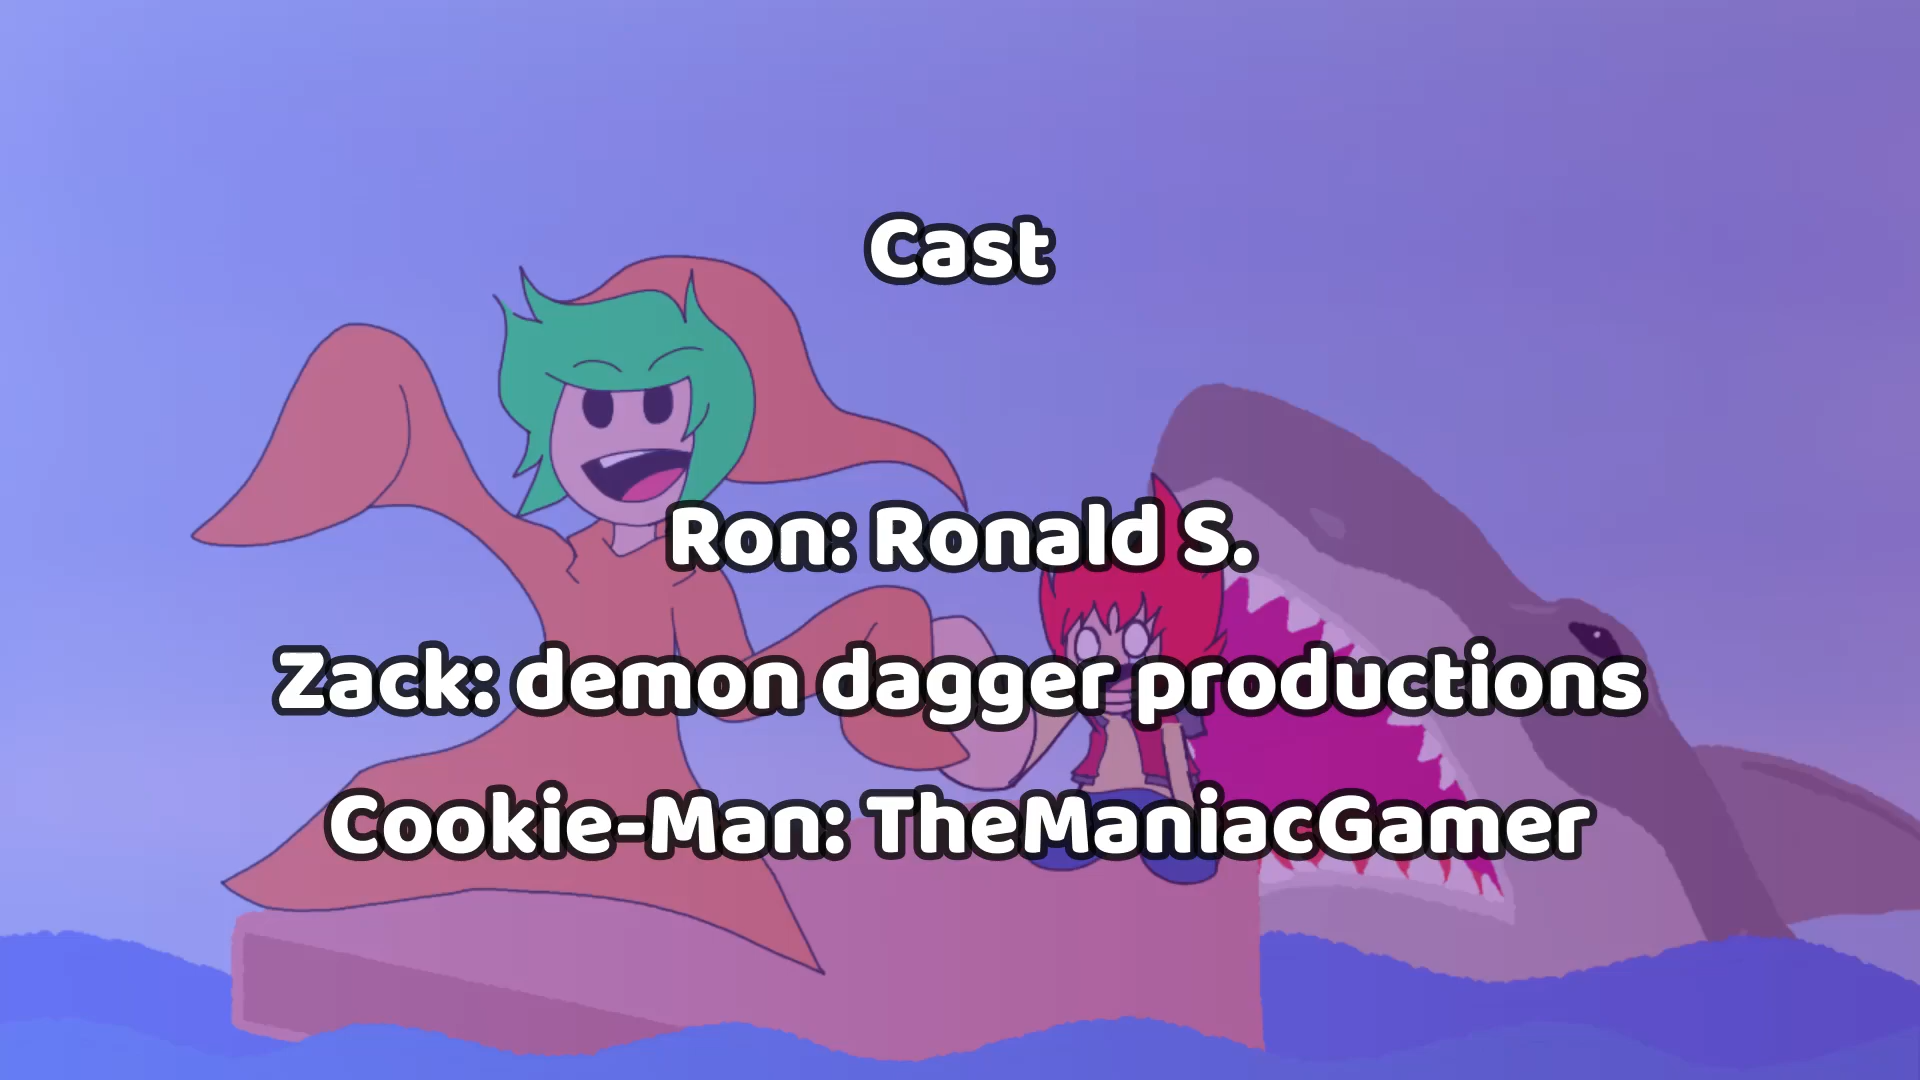 Cast
Ron: Ronald S.
Zack: demon dagger productions
Cookie-Man: TheManiacGamer